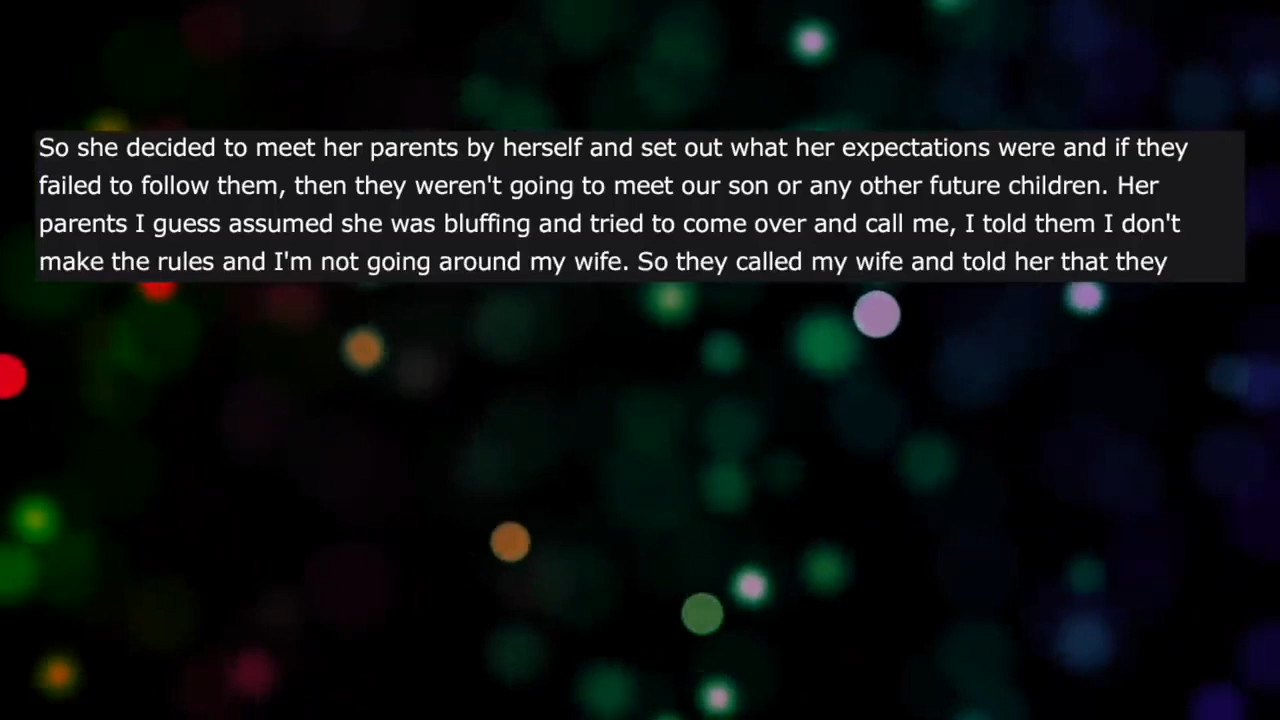 So she decided to meet her parents by herself and set out what her expectations were and if they
failed to follow them, then they weren't going to meet our son or any other future children. Her
parents I guess assumed she was bluffing and tried to come over and call me, I told them I don't
make the rules and I'm not going around my wife. So they called my wife and told her that they